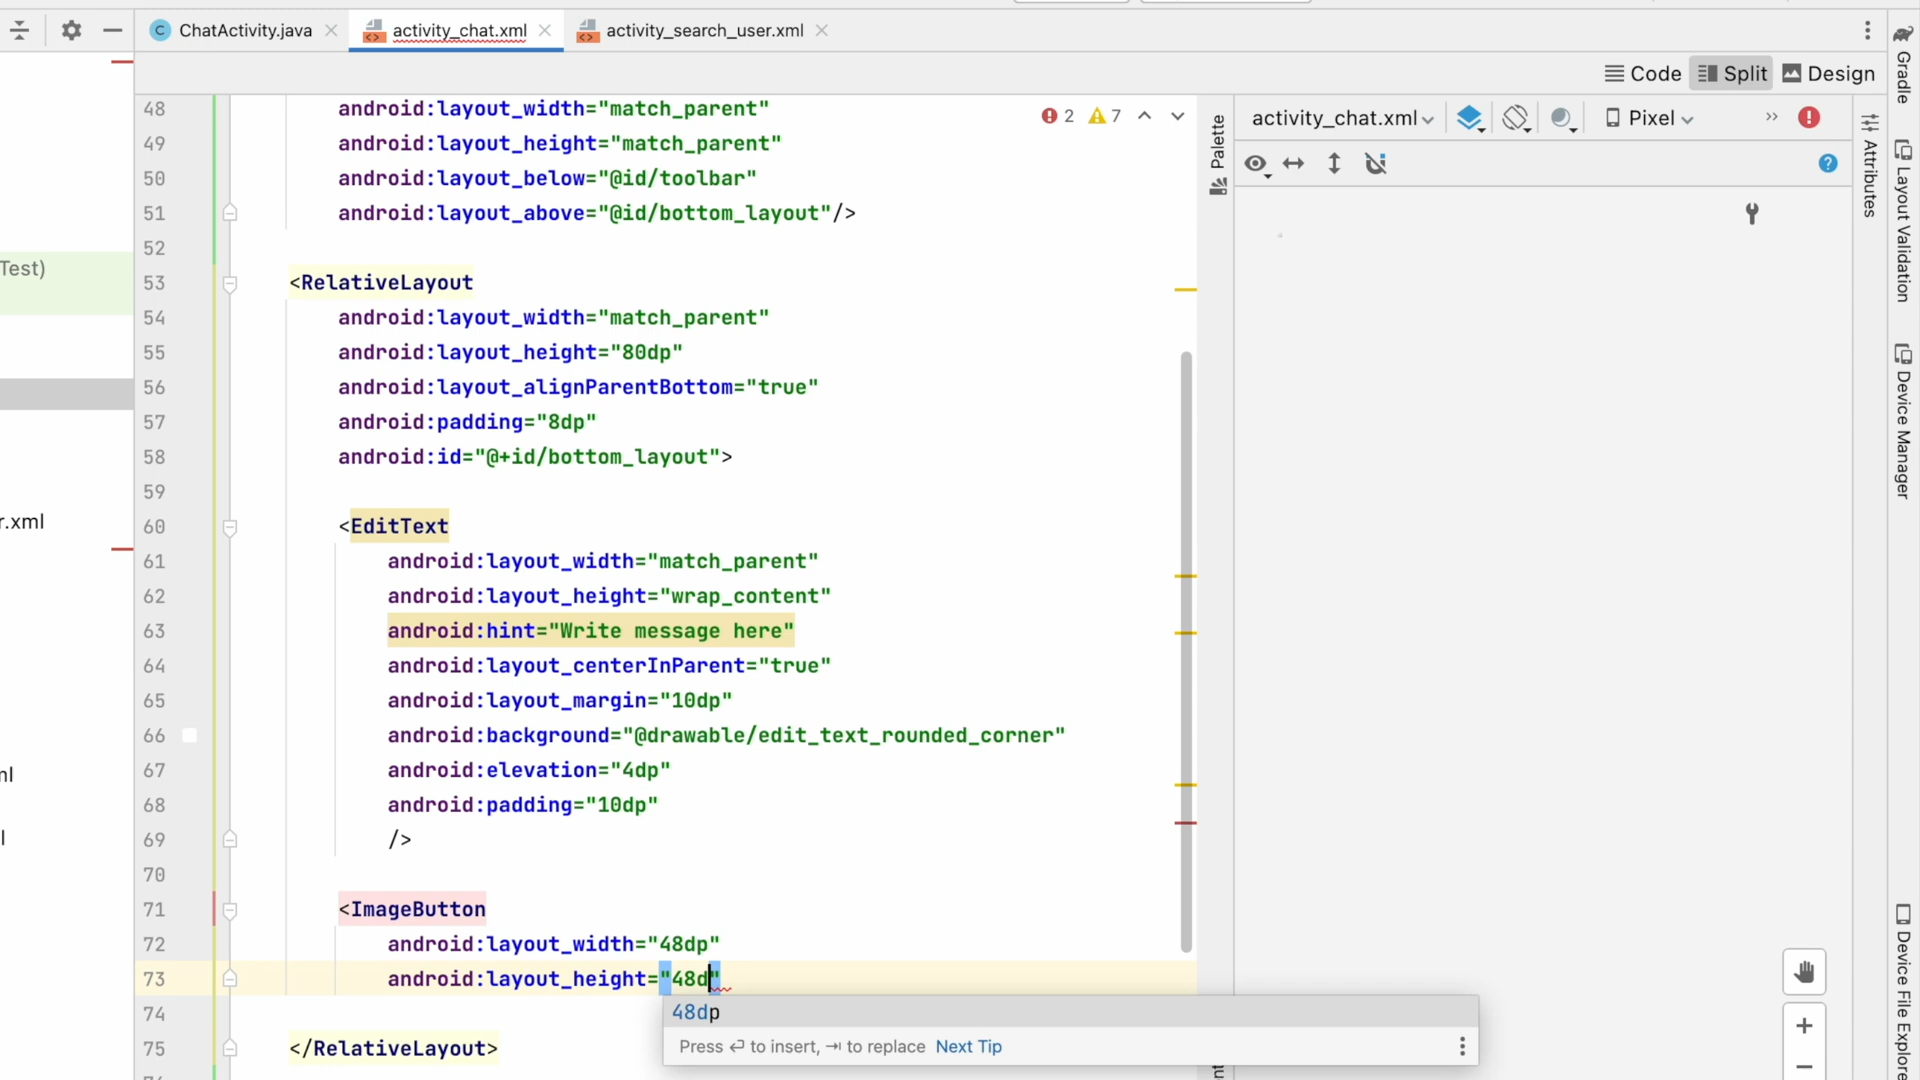 ChatActivity.java
activity_chat.xml
activity_search_user.xml
Code
Split
Design
Gradle
48 android:layout_width="match_parent"
49 android:layout_height="match_parent"
50 android:layout_below="@id/toolbar"
51 android:layout_above="@id/bottom_layout"/>
52
53 <RelativeLayout
54 android:layout_width="match_parent"
55 android:layout_height="80dp"
56 android:layout_alignParentBottom="true"
57 android:padding="8dp"
58 android:id="@+id/bottom_layout">
59
60 <EditText
61 android:layout_width="match_parent"
62 android:layout_height="wrap_content"
63 android:hint="Write message here"
64 android:layout_centerInParent="true"
65 android:layout_margin="10dp"
66 android:background="@drawable/edit_text_rounded_corner"
67 android:elevation="4dp"
68 android:padding="10dp"
69 />
70
71 <ImageButton
72 android:layout_width="48dp"
73 android:layout_height="48d"
74
75 </RelativeLayout>
48dp
Press ⏎ to insert, ⇥ to replace Next Tip
2
7
Test)
r.xml
ml
l
Palette
activity_chat.xml
Pixel
Attributes
Layout Validation
Device Manager
Device File Explore